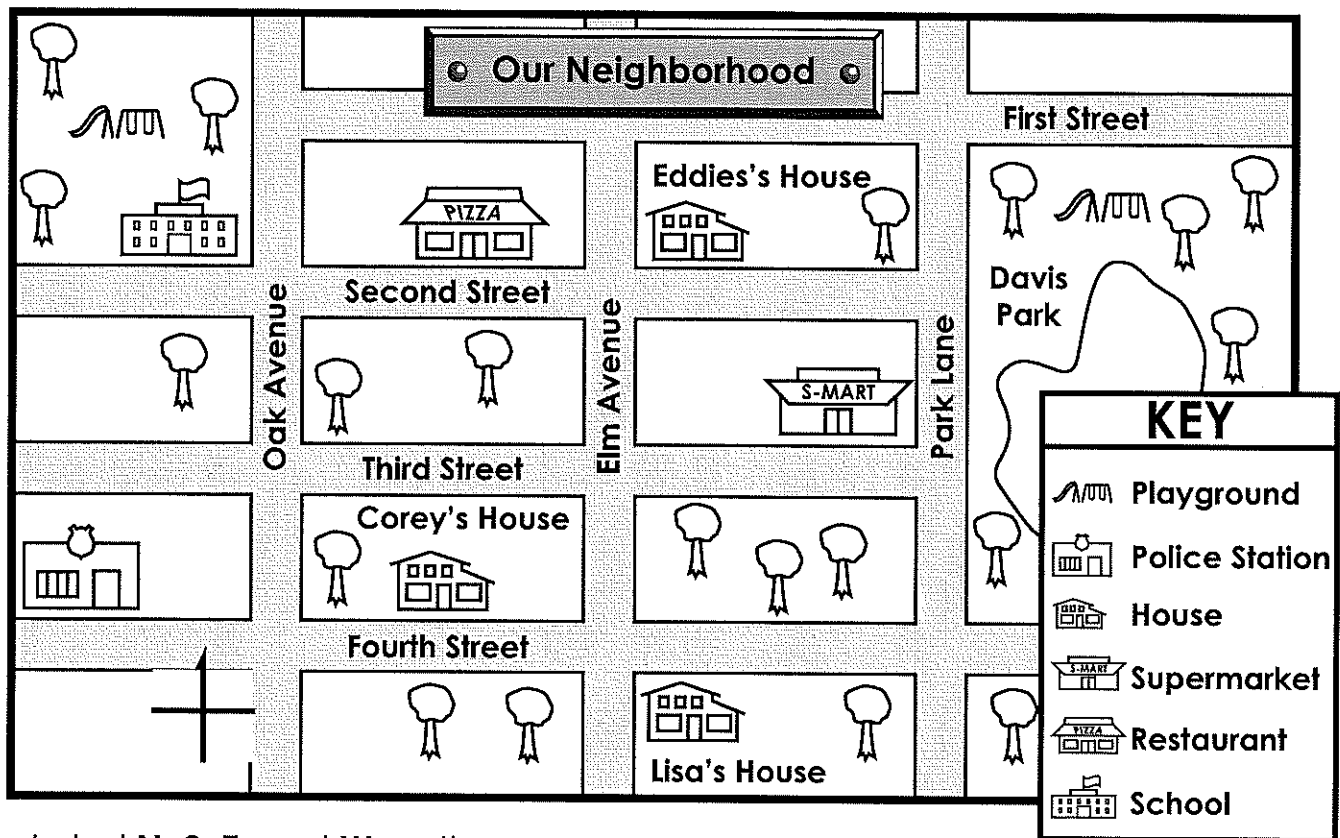 Our Neighborhood
First Street
Eddies's House
PIZZA
Second Street
Davis
Park
Oak Avenue
Elm Avenue
Park Lane
S-MART
Third Street
Corey's House
Fourth Street
Lisa's House
KEY
Playground
Police Station
House
S-MART
Supermarket
PIZZA
Restaurant
School